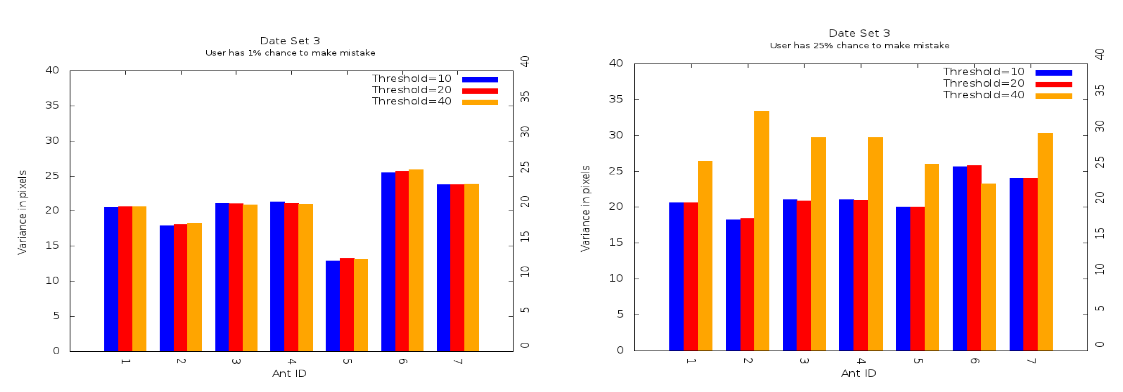 Date Set 3
User has 1% chance to make mistake
40
35
30
25
20
15
10
5
0
Variance in pixels
Threshold=10
Threshold=20
Threshold=40
40
35
30
25
20
15
10
5
0
1 2 3 4 5 6 7
Ant ID
Date Set 3
User has 25% chance to make mistake
40
35
30
25
20
15
10
5
0
Variance in pixels
Threshold=10
Threshold=20
Threshold=40
40
35
30
25
20
15
10
5
0
1 2 3 4 5 6 7
Ant ID